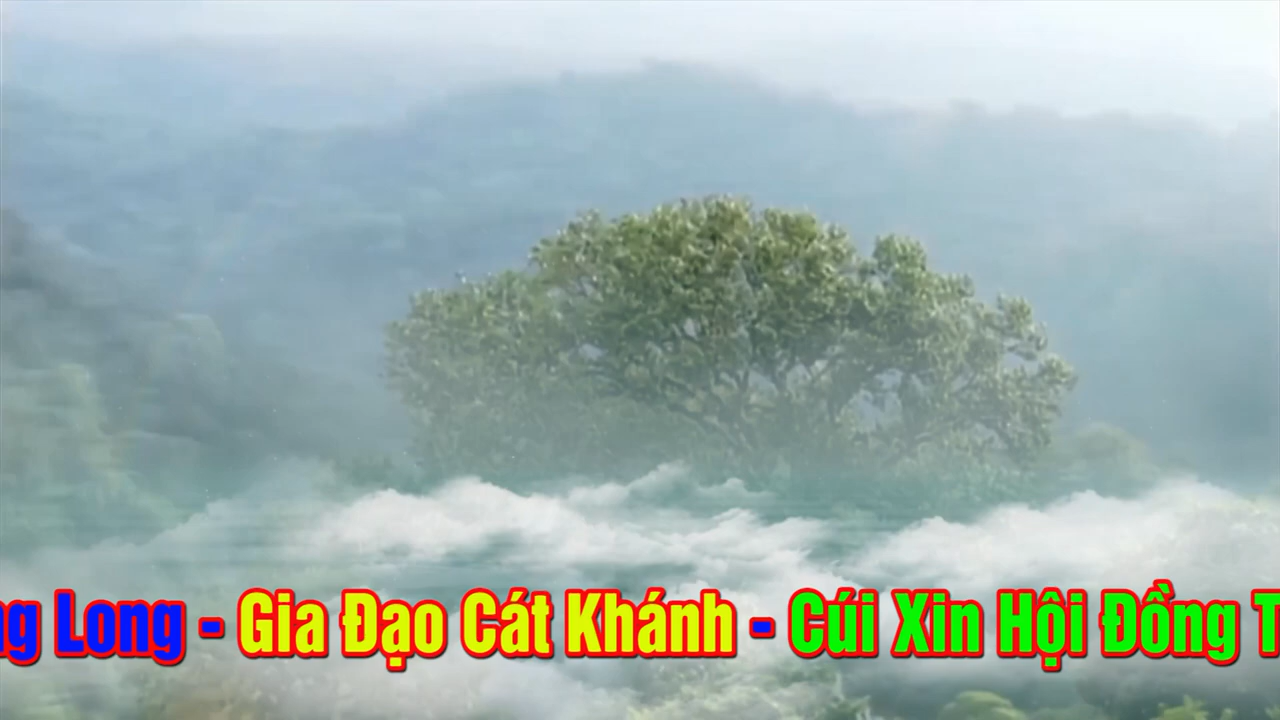 Long - Gia Đạo Cát Khánh - Cúi Xin Hội Đồng